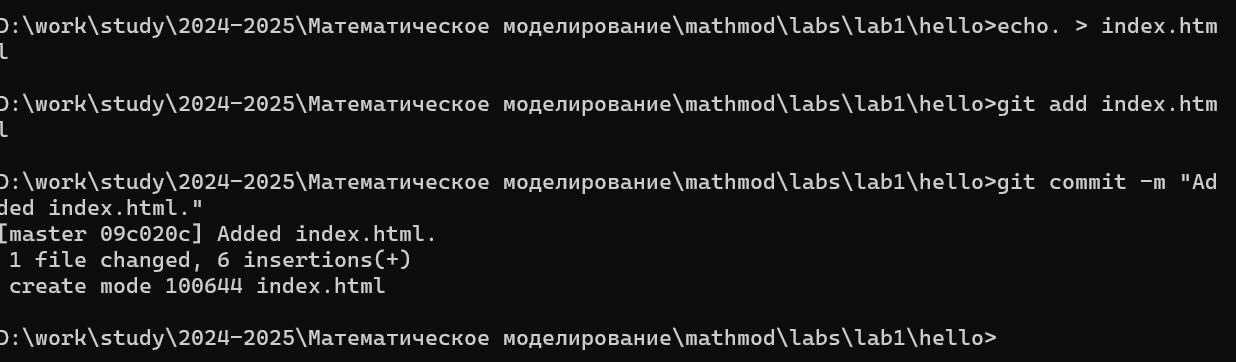 D:\work\study\2024-2025\Математическое моделирование\mathmod\labs\lab1\hello>echo. > index.htm
l
D:\work\study\2024-2025\Математическое моделирование\mathmod\labs\lab1\hello>git add index.htm
l
D:\work\study\2024-2025\Математическое моделирование\mathmod\labs\lab1\hello>git commit -m "Ad
ded index.html."
[master 09c020c] Added index.html.
 1 file changed, 6 insertions(+)
 create mode 100644 index.html
D:\work\study\2024-2025\Математическое моделирование\mathmod\labs\lab1\hello>